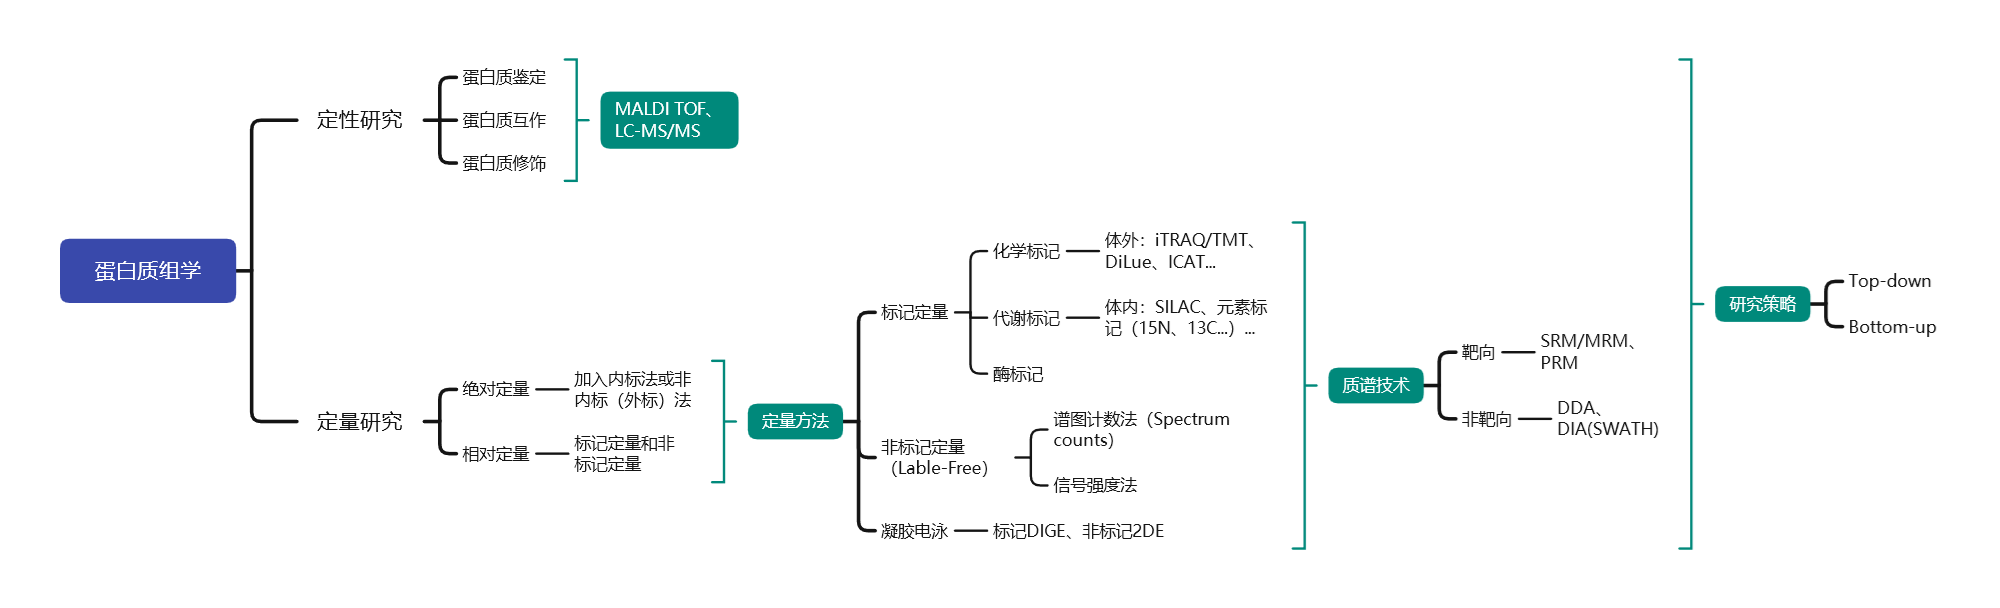 蛋白质组学
定性研究
蛋白质鉴定
蛋白质互作
蛋白质修饰
MALDI TOF、
LC-MS/MS
定量研究
绝对定量
加入内标法或非
内标（外标）法
相对定量
标记定量和非
标记定量
定量方法
标记定量
化学标记
体外：iTRAQ/TMT、
DiLue、ICAT...
代谢标记
体内：SILAC、元素标
记（15N、13C...）...
酶标记
非标记定量
（Lable-Free）
谱图计数法（Spectrum
counts）
信号强度法
凝胶电泳
标记DIGE、非标记2DE
质谱技术
靶向
SRM/MRM、
PRM
非靶向
DDA、
DIA(SWATH)
研究策略
Top-down
Bottom-up